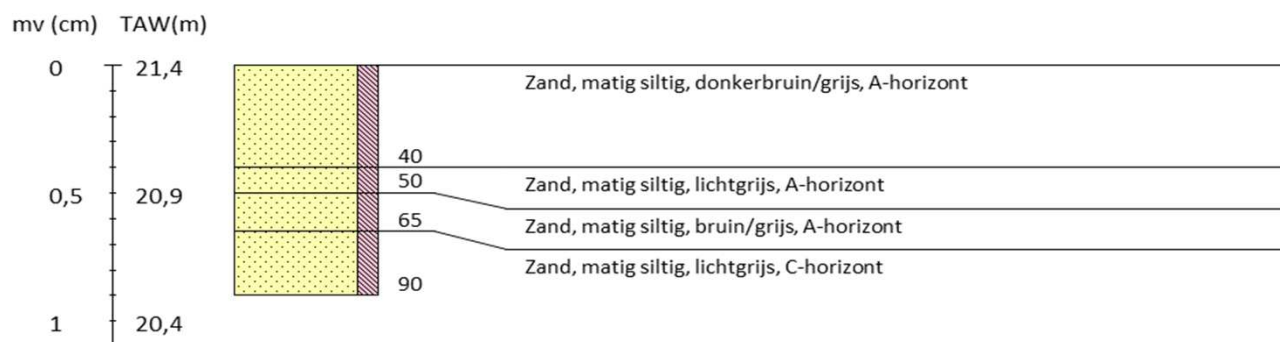 mv (cm) TAW(m)
0 21,4
Zand, matig siltig, donkerbruin/grijs, A-horizont
40
Zand, matig siltig, lichtgrijs, A-horizont
50
0,5 20,9
65
Zand, matig siltig, bruin/grijs, A-horizont
Zand, matig siltig, lichtgrijs, C-horizont
90
1 20,4